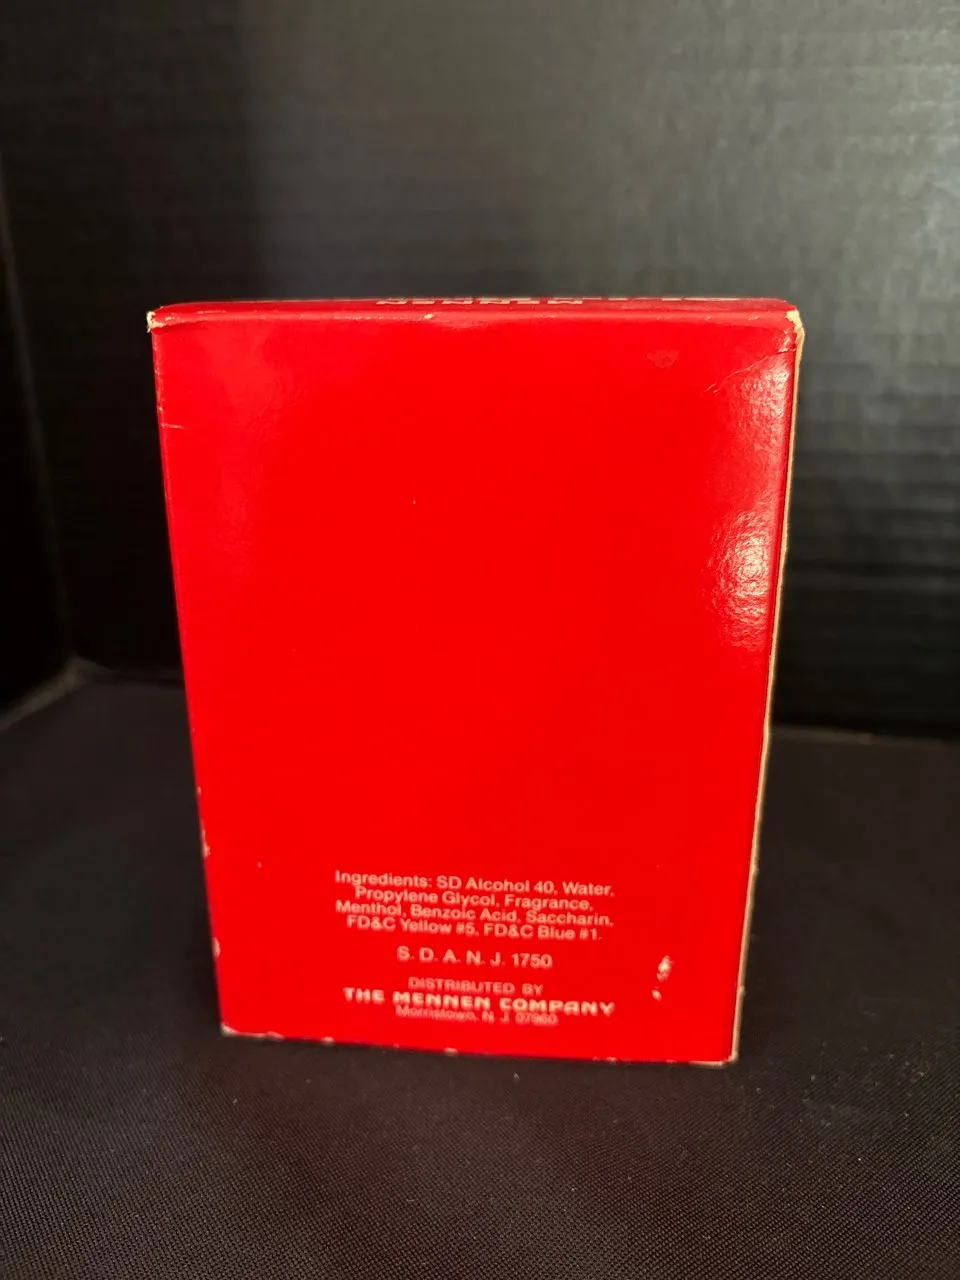 MENNEN
Ingredients: SD Alcohol 40, Water,
Propylene Glycol, Fragrance,
Menthol, Benzoic Acid, Saccharin,
FD&C Yellow #5, FD&C Blue #1.
S. D. A. N. J. 1750
DISTRIBUTED BY
THE MENNEN COMPANY
Morristown, N. J. 07960